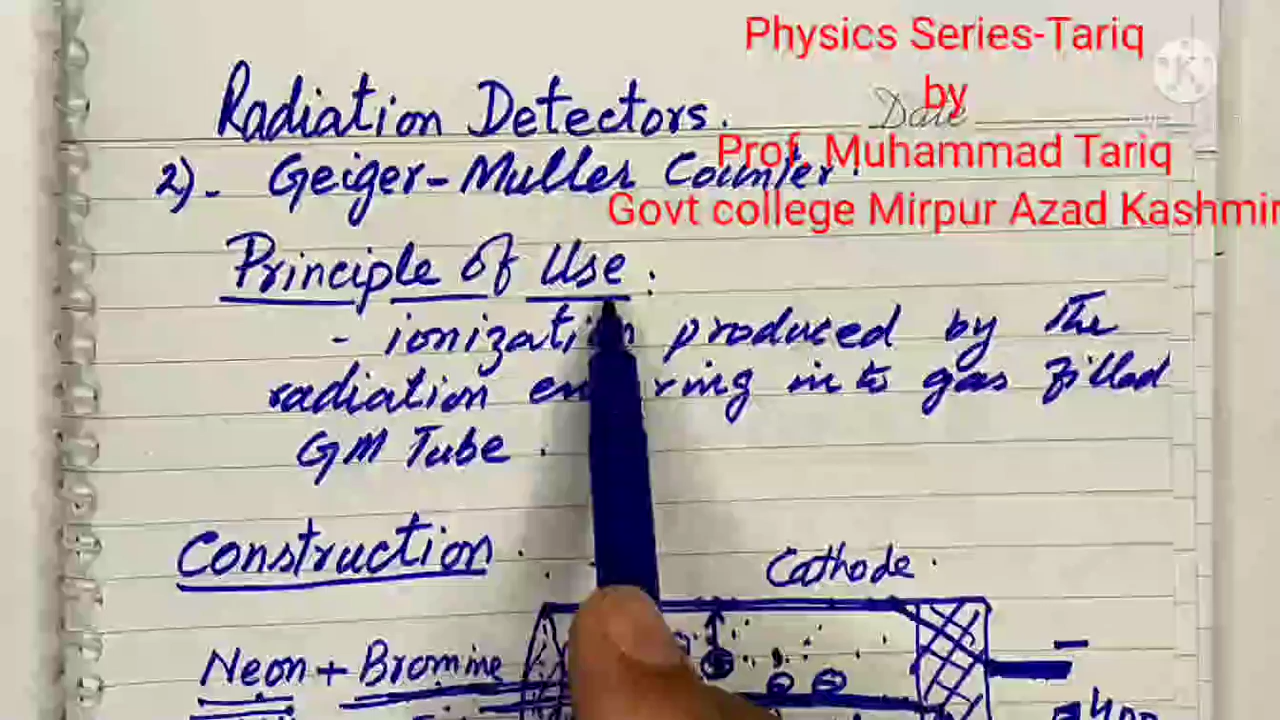 Physics Series-Tariq
by
Prof. Muhammad Tariq
Govt college Mirpur Azad Kashmir
Date
Radiation Detectors.
2)- Geiger-Muller Counter.
Principle of Use:
- ionization produced by the
radiation entering into gas filled
GM Tube.
Construction
Cathode.
Neon + Bromine